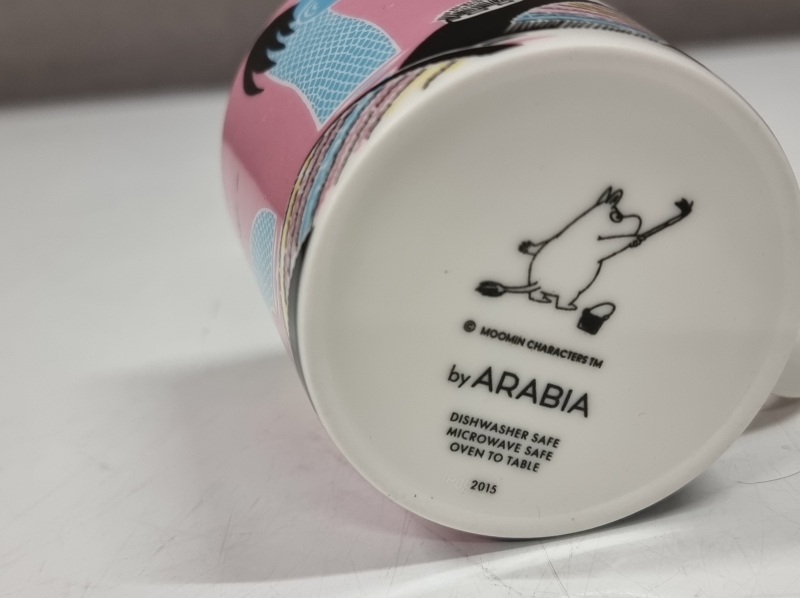 © MOOMIN CHARACTERS TM
by ARABIA
DISHWASHER SAFE
MICROWAVE SAFE
OVEN TO TABLE
2015